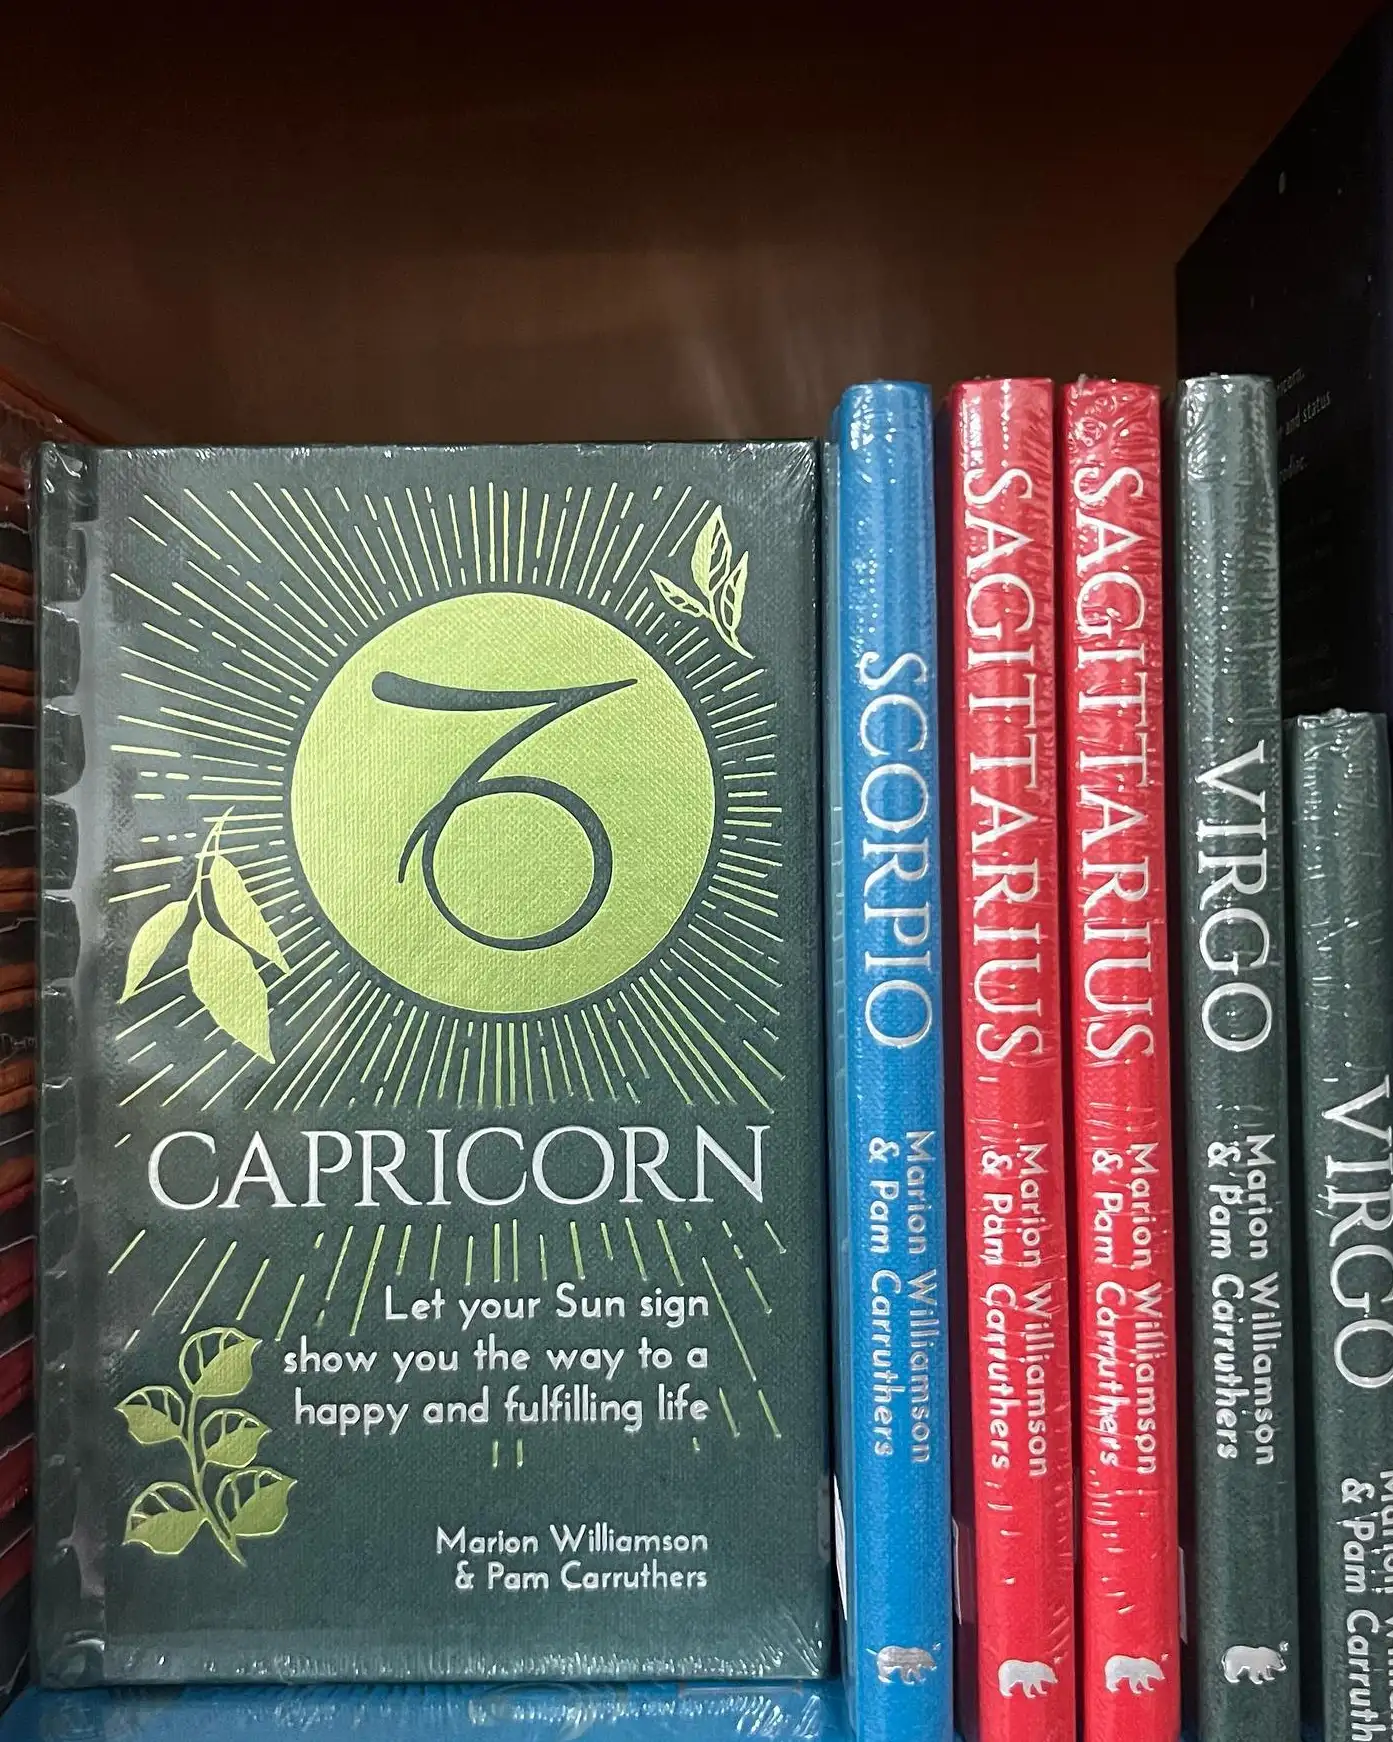 CAPRICORN
Let your Sun sign
show you the way to a
happy and fulfilling life
Marion Williamson
& Pam Carruthers
SCORPIO
Marion Williamson
& Pam Carruthers
SAGITTARIUS
Marion Williamson
& Pam Carruthers
SAGITTARIUS
Marion Williamson
& Pam Carruthers
VIRGO
Marion Williamson
& Pam Carruthers
VIRGO
& Pam
and status